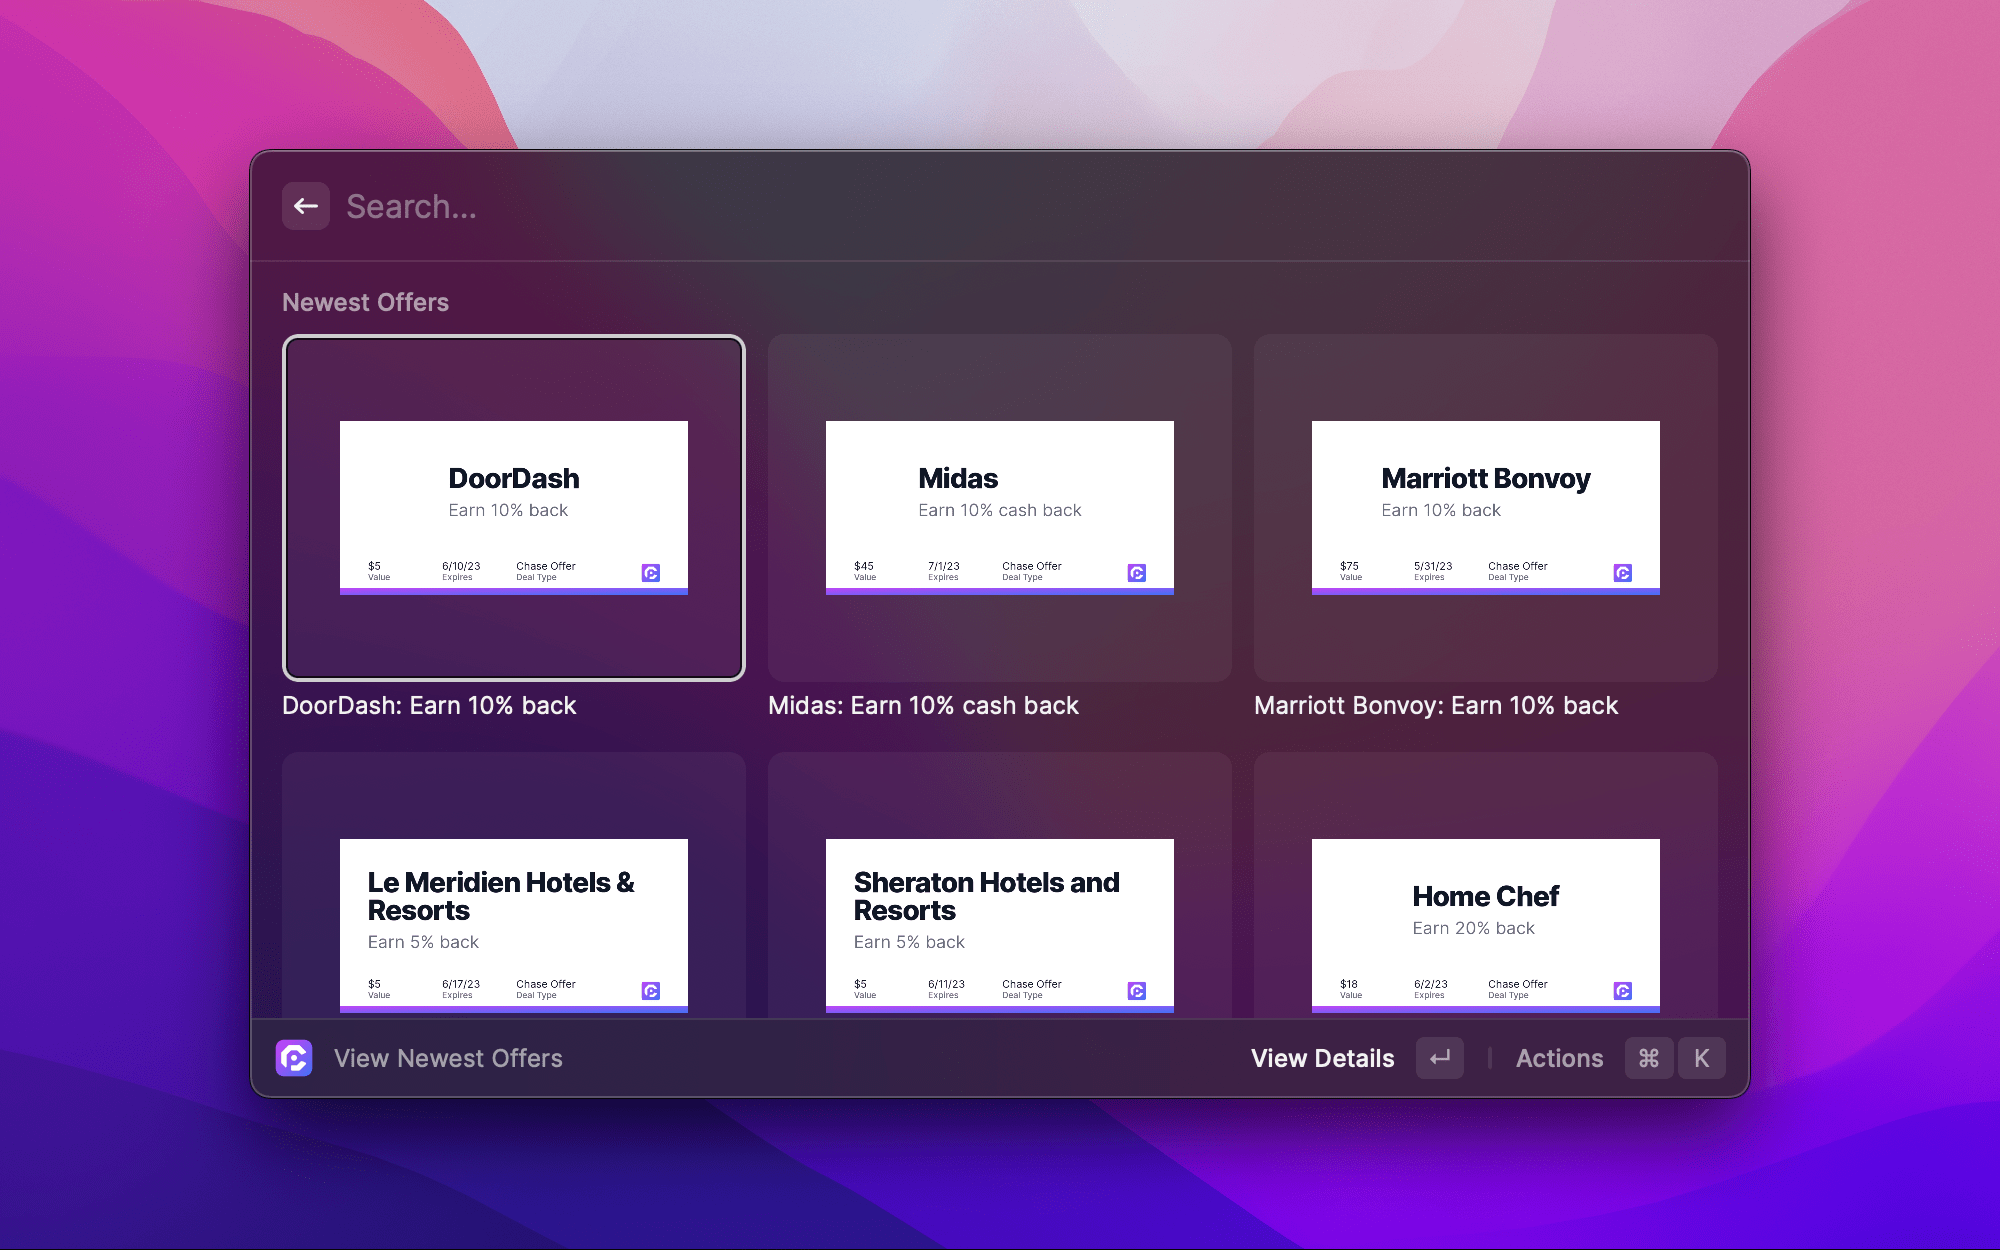 Search...
Newest Offers
DoorDash
Earn 10% back
$5
Value
6/10/23
Expires
Chase Offer
Deal Type
DoorDash: Earn 10% back
Midas
Earn 10% cash back
$45
Value
7/1/23
Expires
Chase Offer
Deal Type
Midas: Earn 10% cash back
Marriott Bonvoy
Earn 10% back
$75
Value
5/31/23
Expires
Chase Offer
Deal Type
Marriott Bonvoy: Earn 10% back
Le Meridien Hotels &
Resorts
Earn 5% back
$5
Value
6/17/23
Expires
Chase Offer
Deal Type
Sheraton Hotels and
Resorts
Earn 5% back
$5
Value
6/11/23
Expires
Chase Offer
Deal Type
Home Chef
Earn 20% back
$18
Value
6/2/23
Expires
Chase Offer
Deal Type
View Newest Offers
View Details
Actions
⌘ K